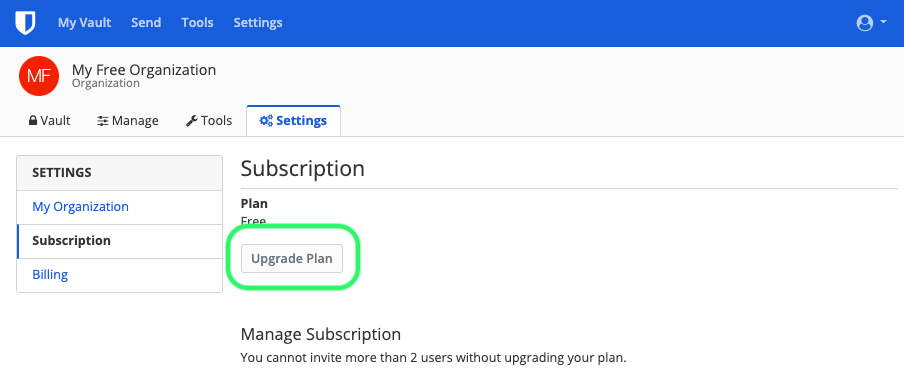 My Vault Send Tools Settings
MF My Free Organization
Organization
Vault Manage Tools Settings
Subscription
SETTINGS
Plan
My Organization
Free
Subscription
Upgrade Plan
Billing
Manage Subscription
You cannot invite more than 2 users without upgrading your plan.